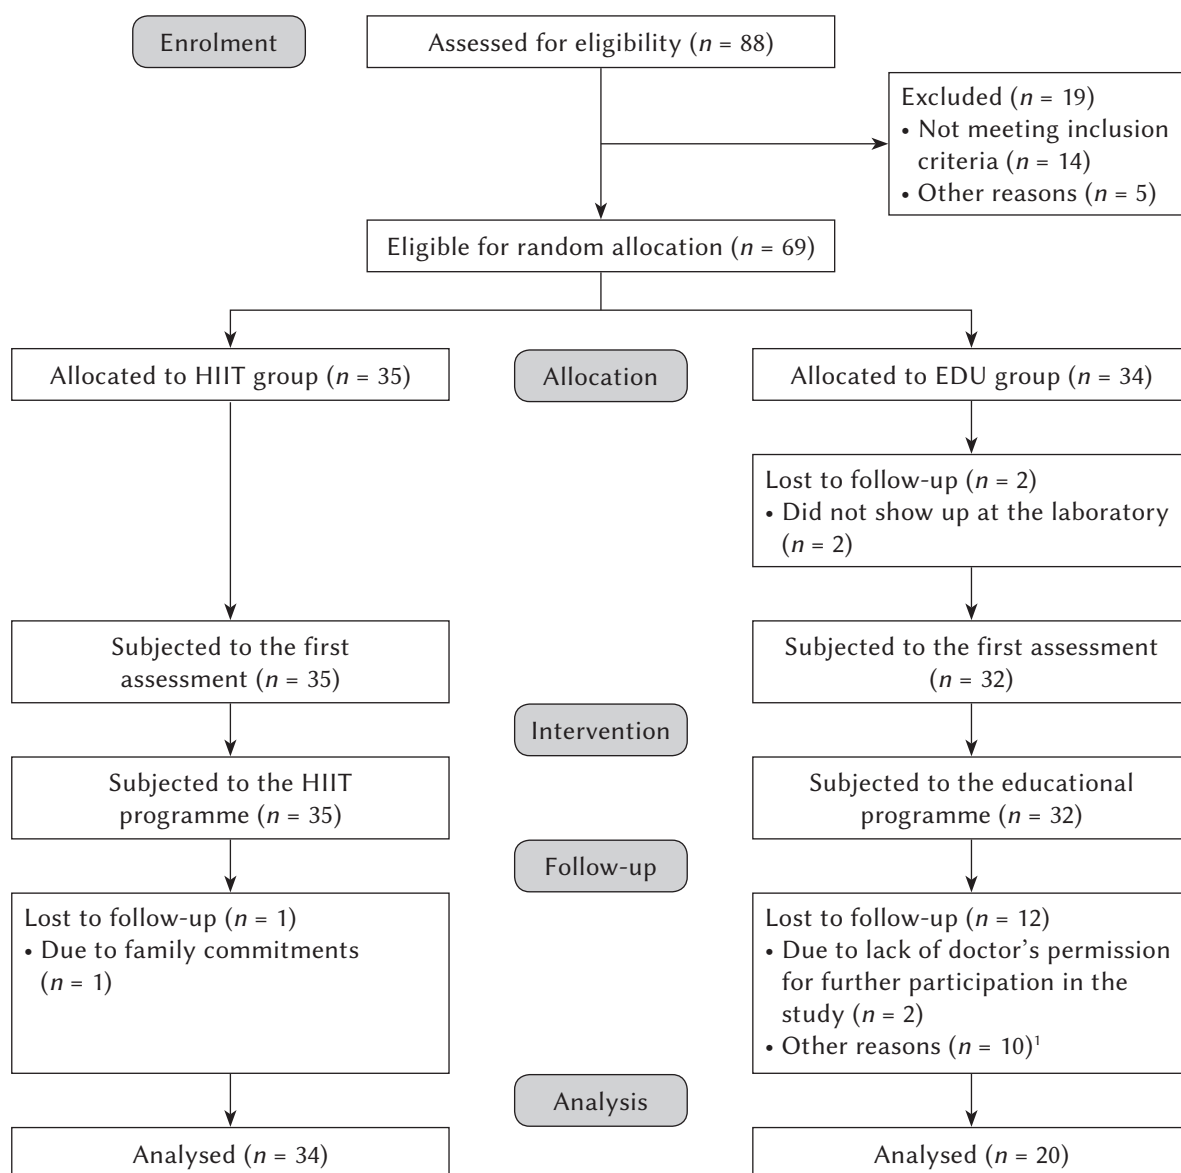 Enrolment
Assessed for eligibility (n = 88)
Excluded (n = 19)
• Not meeting inclusion
criteria (n = 14)
• Other reasons (n = 5)
Eligible for random allocation (n = 69)
Allocated to HIIT group (n = 35)
Allocation
Allocated to EDU group (n = 34)
Lost to follow-up (n = 2)
• Did not show up at the laboratory
(n = 2)
Subjected to the first
assessment (n = 35)
Subjected to the first assessment
(n = 32)
Intervention
Subjected to the HIIT
programme (n = 35)
Subjected to the educational
programme (n = 32)
Follow-up
Lost to follow-up (n = 1)
• Due to family commitments
(n = 1)
Lost to follow-up (n = 12)
• Due to lack of doctor’s permission
for further participation in the
study (n = 2)
• Other reasons (n = 10)¹
Analysis
Analysed (n = 34)
Analysed (n = 20)